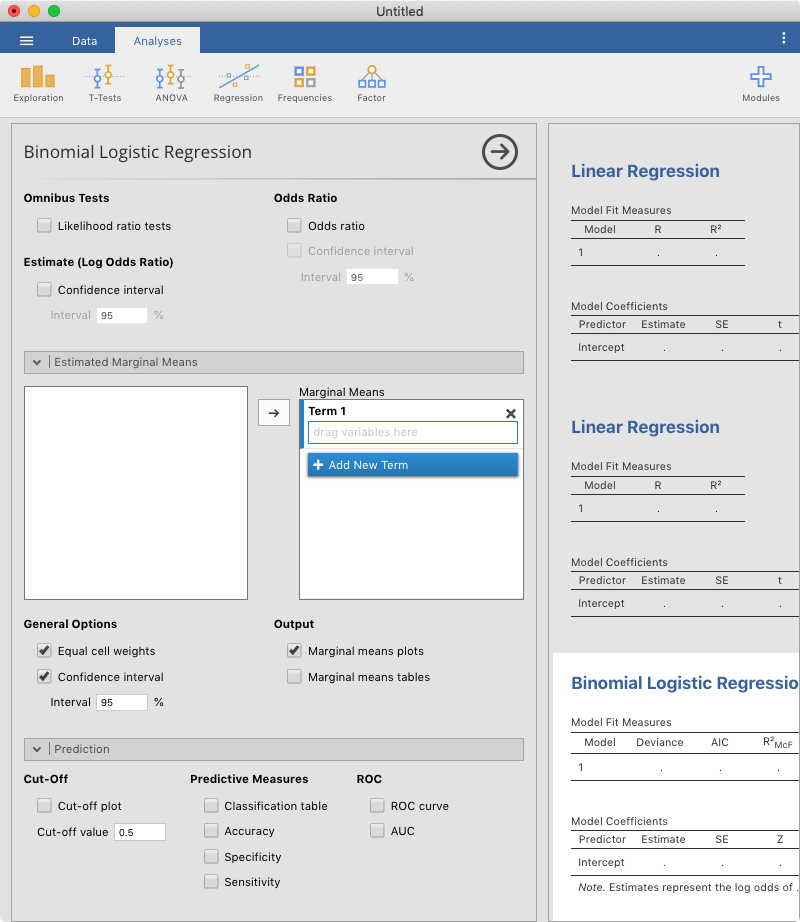 Untitled
Data
Analyses
Exploration
T-Tests
ANOVA
Regression
Frequencies
Factor
Modules
Binomial Logistic Regression
Omnibus Tests
Likelihood ratio tests
Estimate (Log Odds Ratio)
Confidence interval
Interval 95 %
Odds Ratio
Odds ratio
Confidence interval
Interval 95 %
Estimated Marginal Means
Marginal Means
Term 1
drag variables here
Add New Term
General Options
Equal cell weights
Confidence interval
Interval 95 %
Output
Marginal means plots
Marginal means tables
Prediction
Cut-Off
Cut-off plot
Cut-off value 0.5
Predictive Measures
Classification table
Accuracy
Specificity
Sensitivity
ROC
ROC curve
AUC
Linear Regression
Model Fit Measures
Model R R²
1 . .
Model Coefficients
Predictor Estimate SE t
Intercept . . .
Linear Regression
Model Fit Measures
Model R R²
1 . .
Model Coefficients
Predictor Estimate SE t
Intercept . . .
Binomial Logistic Regressio
Model Fit Measures
Model Deviance AIC R²McF
1 . . .
Model Coefficients
Predictor Estimate SE Z
Intercept . . .
Note. Estimates represent the log odds of .